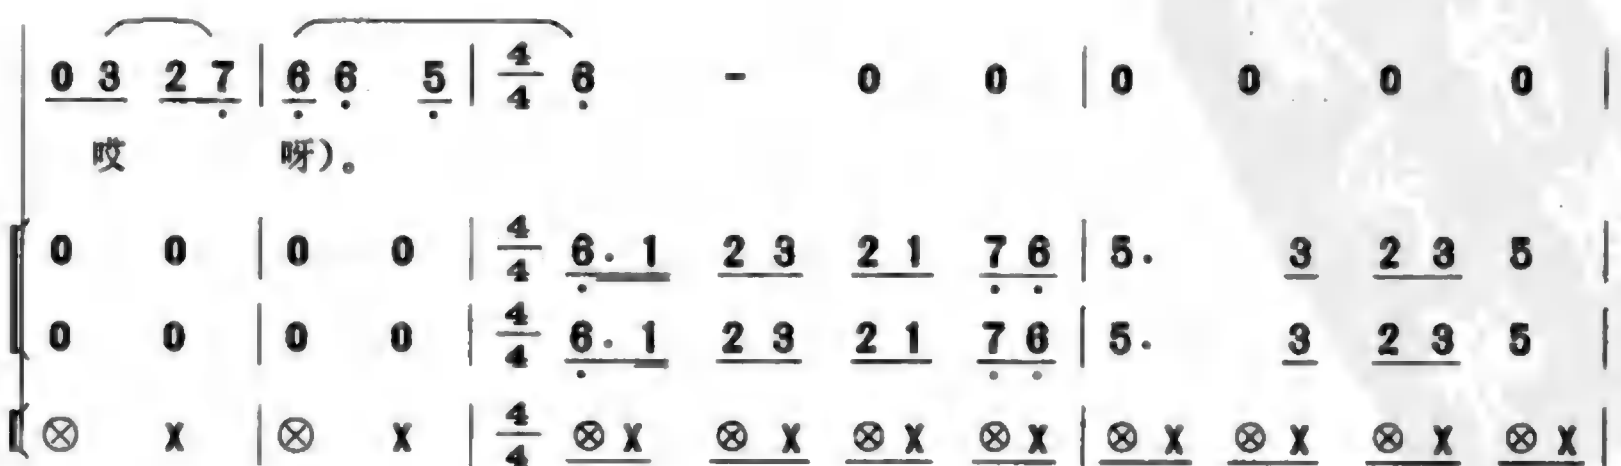 0 3 2 7 | 6 6 5 | 4/4 6 - 0 0 | 0 0 0 0 |
哎 呀)。
0 0 | 0 0 | 4/4 6. 1 2 3 2 1 7 6 | 5. 3 2 3 5 |
0 0 | 0 0 | 4/4 6. 1 2 3 2 1 7 6 | 5. 3 2 3 5 |
⊗ X | ⊗ X | 4/4 ⊗ X ⊗ X ⊗ X ⊗ X | ⊗ X ⊗ X ⊗ X ⊗ X |